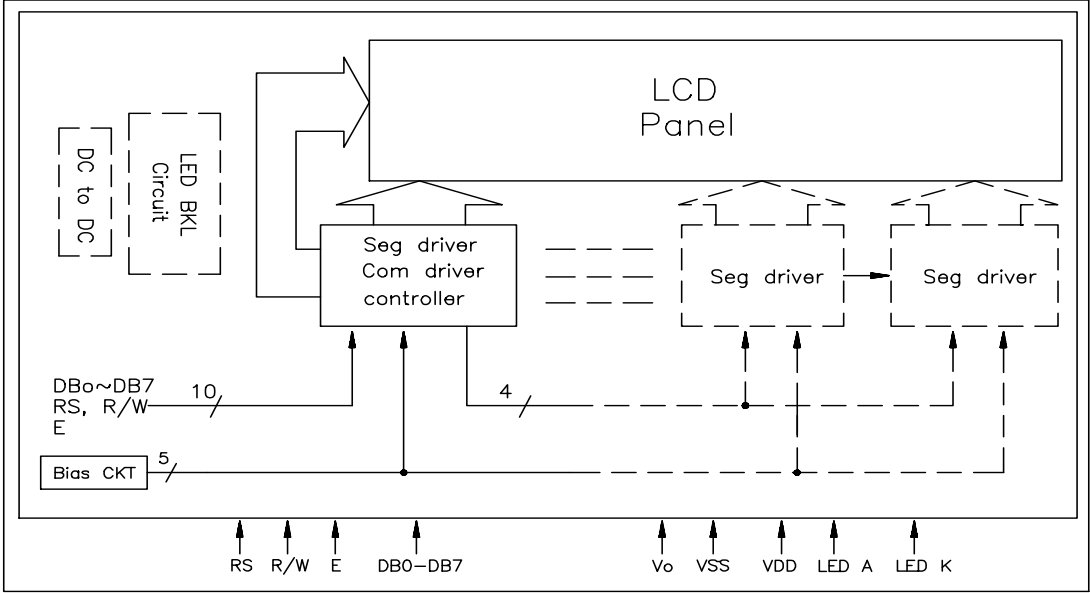 LCD
Panel
DC to DC
LED BKL
Circuit
Seg driver
Com driver
controller
Seg driver
Seg driver
DBo~DB7
RS, R/W
E
10
4
Bias CKT
5
RS
R/W
E
DB0-DB7
Vo
VSS
VDD
LED A
LED K